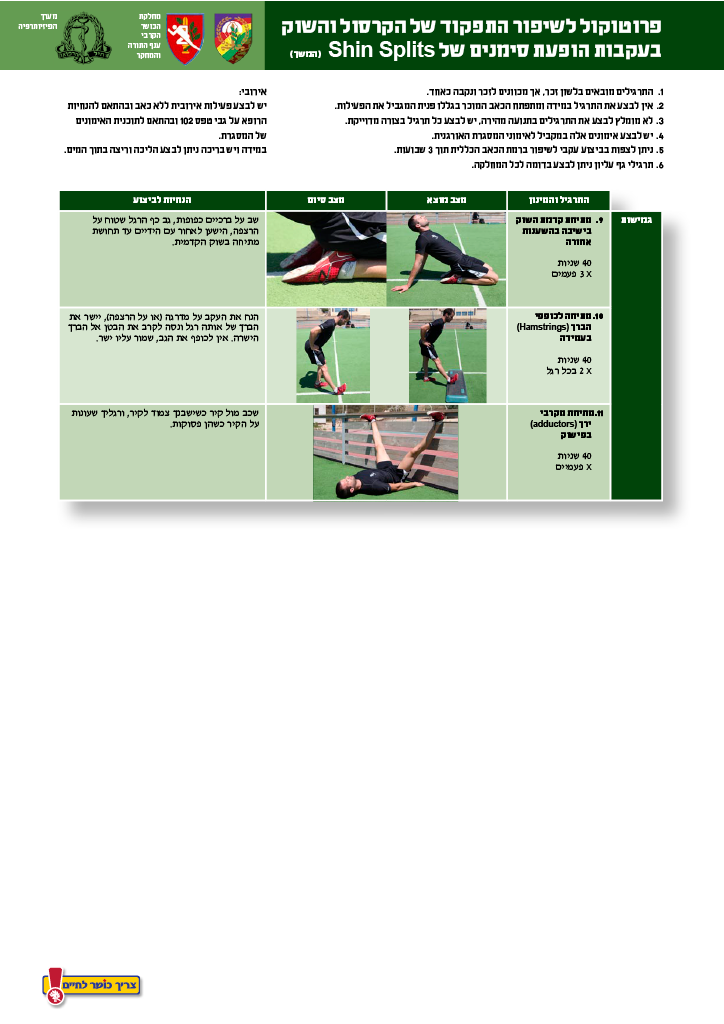 פרוטוקול לשיפור התפקוד של הקרסול והשוק
בעקבות הופעת סימנים של Shin Splits (המשך)
מחלקת
הכושר
הקרבי
ענף התורה
והמחקר
מערך
הפיזיותרפיה
1. התרגילים מובאים בלשון זכר, אך מכוונים לזכר ונקבה כאחד.
2. אין לבצע את התרגיל במידה ומתפתח הכאב המוכר בגללו פנית המגביל את הפעילות.
3. לא מומלץ לבצע את התרגילים בתנועה מהירה, יש לבצע כל תרגיל בצורה מדוייקת.
4. יש לבצע אימונים אלה במקביל לאימוני המסגרת האורגנית.
5. ניתן לצפות בביצוע עקבי לשיפור ברמת הכאב הכללית תוך 3 שבועות.
6. תרגילי גף עליון ניתן לבצע בדומה לכל המחלקה.
אירובי:
יש לבצע פעילות אירובית ללא כאב ובהתאם להנחיות
הרופא על גבי טופס 102 ובהתאם לתוכנית האימונים
של המסגרת.
במידה ויש בריכה ניתן לבצע הליכה וריצה בתוך המים.
התרגיל והמינון
מצב מוצא
מצב סיום
הנחיות לביצוע
גמישות
9. מתיחת קדמת השוק
בישיבה בהשענות
אחורה
40 שניות
X 3 פעמים
שב על ברכיים כפופות, גב כף הרגל שטוח על
הרצפה, הישען לאחור עם הידיים עד תחושת
מתיחה בשוק הקדמית.
10. מתיחה לכופפי
הברך (Hamstrings)
בעמידה
40 שניות
X 2 בכל רגל
הנח את העקב על מדרגה (או על הרצפה), יישר את
הברך של אותה רגל ונסה לקרב את הבטן אל הברך
הישרה. אין לכופף את הגב, שמור עליו ישר.
11. מתיחת מקרבי
ירך (adductors)
בפישוק
40 שניות
X פעמיים
שכב מול קיר כשישבנך צמוד לקיר, ורגליך שעונות
על הקיר כשהן פסוקות.
צריך כושר לחיים